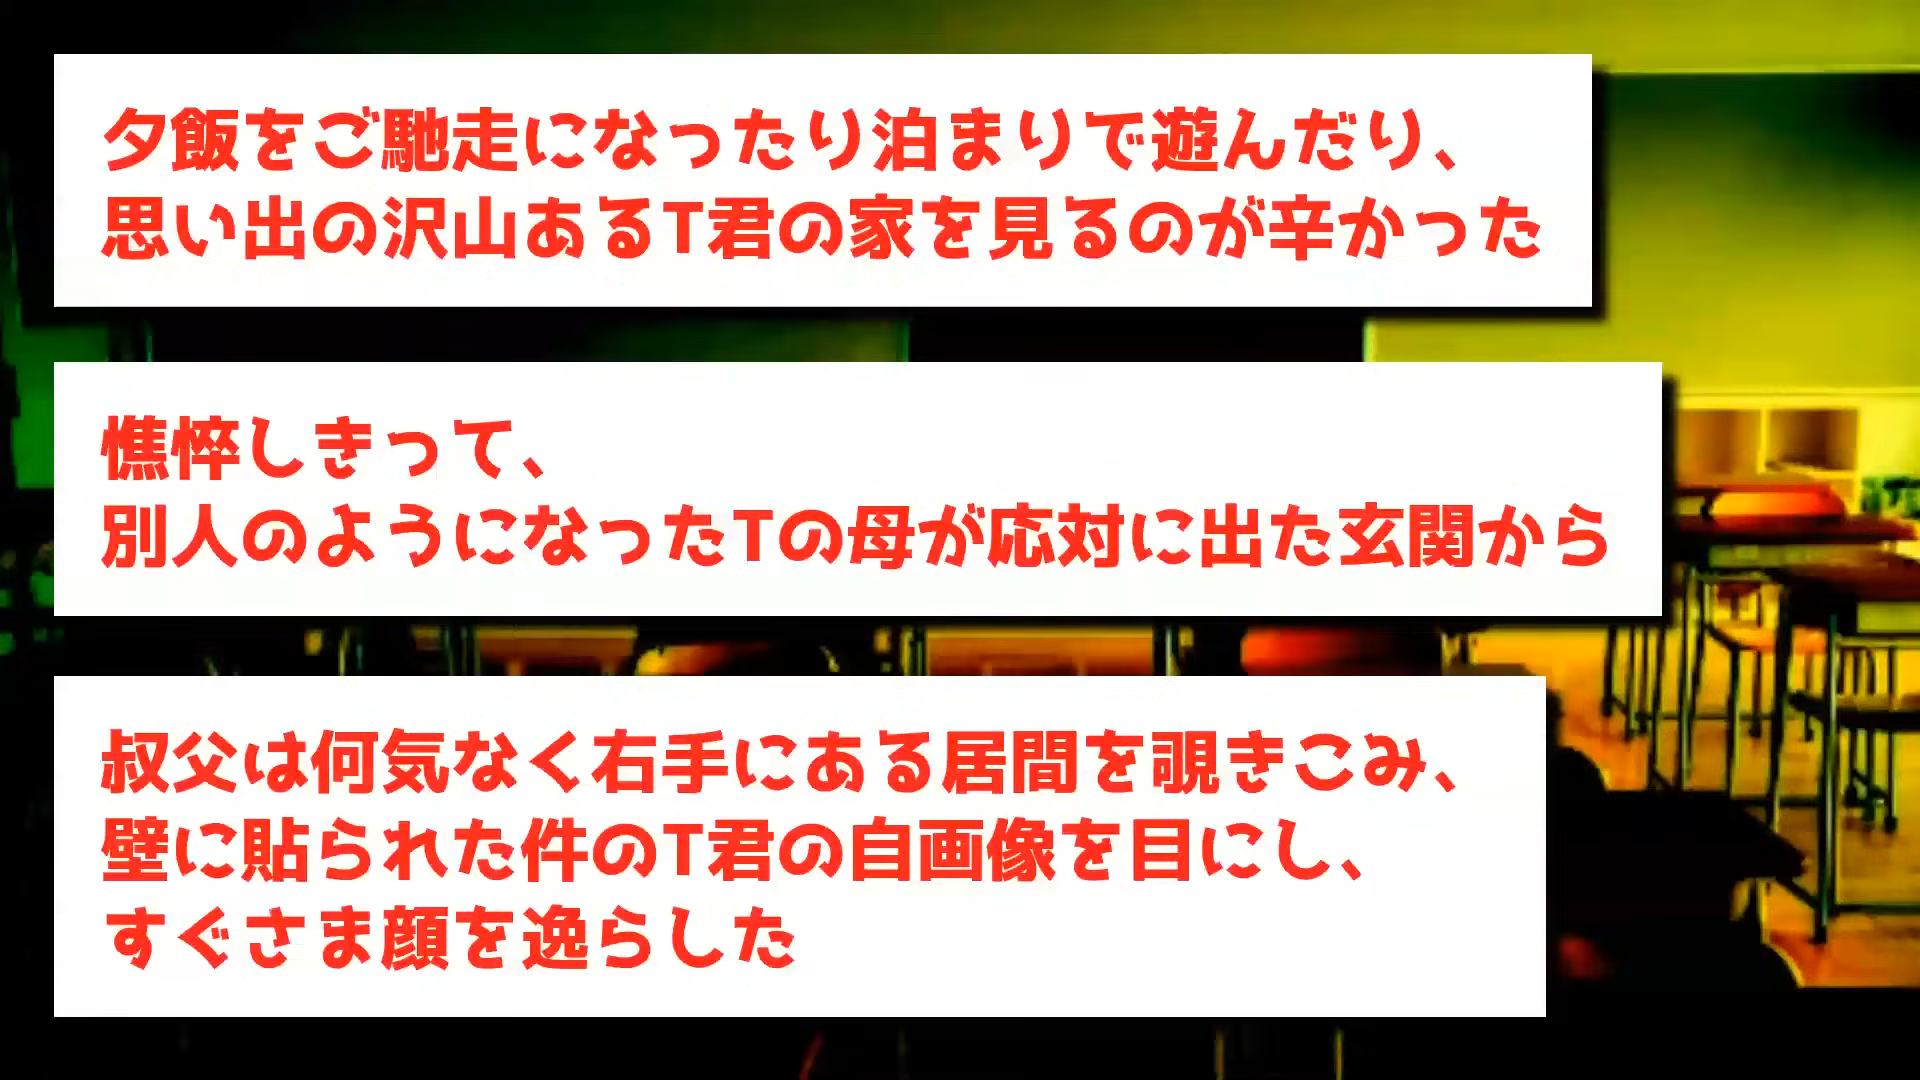 夕飯をご馳走になったり泊まりで遊んだり、
思い出の沢山あるT君の家を見るのが辛かった
憔悴しきって、
別人のようになったTの母が応対に出た玄関から
叔父は何気なく右手にある居間を覗きこみ、
壁に貼られた件のT君の自画像を目にし、
すぐさま顔を逸らした